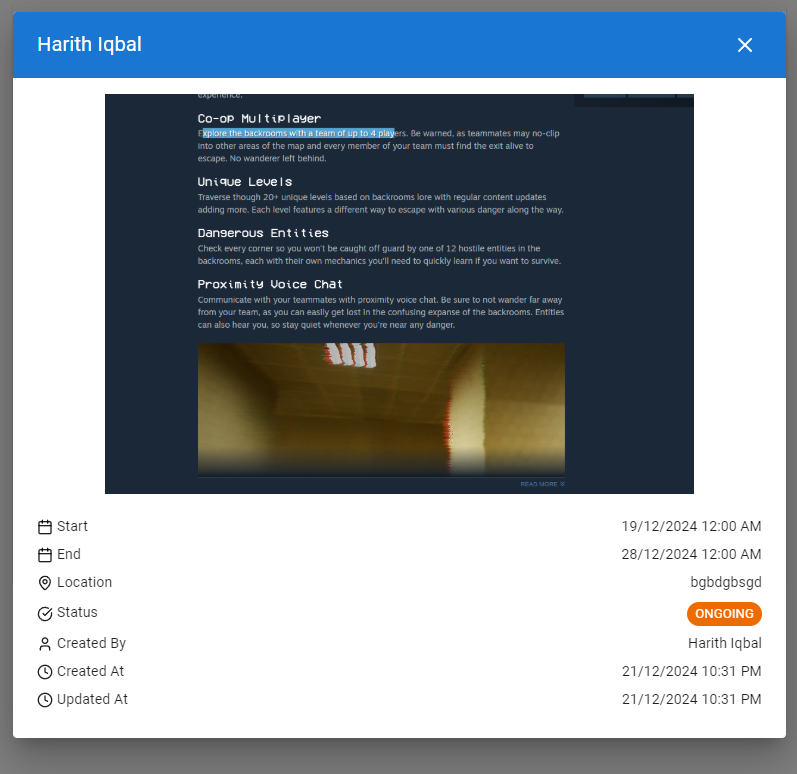 Harith Iqbal
experience.
Co-op Multiplayer
Explore the backrooms with a team of up to 4 players. Be warned, as teammates may no-clip
into other areas of the map and every member of your team must find the exit alive to
escape. No wanderer left behind.
Unique Levels
Traverse though 20+ unique levels based on backrooms lore with regular content updates
adding more. Each level features a different way to escape with various danger along the way.
Dangerous Entities
Check every corner so you won't be caught off guard by one of 12 hostile entities in the
backrooms, each with their own mechanics you'll need to quickly learn if you want to survive.
Proximity Voice Chat
Communicate with your teammates with proximity voice chat. Be sure to not wander far away
from your team, as you can easily get lost in the confusing expanse of the backrooms. Entities
can also hear you, so stay quiet whenever you're near any danger.
READ MORE
Start 19/12/2024 12:00 AM
End 28/12/2024 12:00 AM
Location bgbdgbsgd
Status ONGOING
Created By Harith Iqbal
Created At 21/12/2024 10:31 PM
Updated At 21/12/2024 10:31 PM